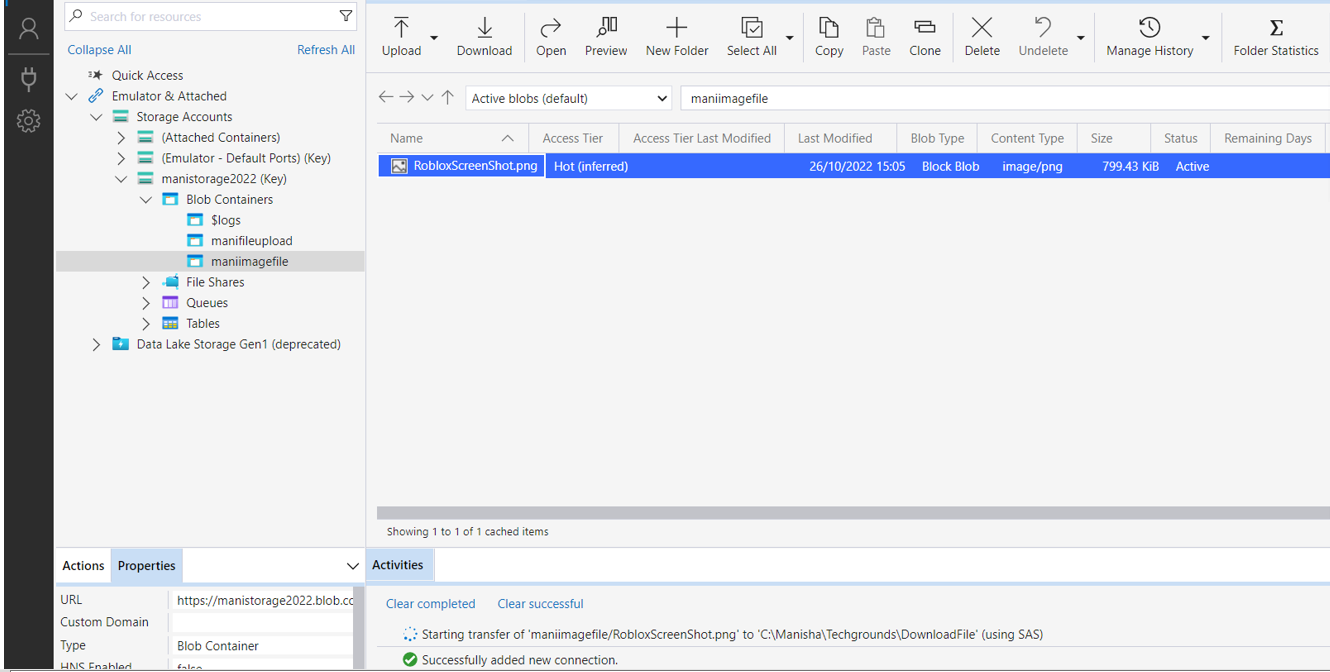 Search for resources
Collapse All Refresh All
Quick Access
Emulator & Attached
Storage Accounts
(Attached Containers)
(Emulator - Default Ports) (Key)
manistorage2022 (Key)
Blob Containers
$logs
manifileupload
maniimagefile
File Shares
Queues
Tables
Data Lake Storage Gen1 (deprecated)
Actions Properties
URL https://manistorage2022.blob.cc
Custom Domain
Type Blob Container
HNS Enabled false
Upload Download Open Preview New Folder Select All Copy Paste Clone Delete Undelete Manage History Folder Statistics
Active blobs (default) maniimagefile
Name Access Tier Access Tier Last Modified Last Modified Blob Type Content Type Size Status Remaining Days
RobloxScreenShot.png Hot (inferred) 26/10/2022 15:05 Block Blob image/png 799.43 KiB Active
Showing 1 to 1 of 1 cached items
Activities
Clear completed Clear successful
Starting transfer of 'maniimagefile/RobloxScreenShot.png' to 'C:\Manisha\Techgrounds\DownloadFile' (using SAS)
Successfully added new connection.